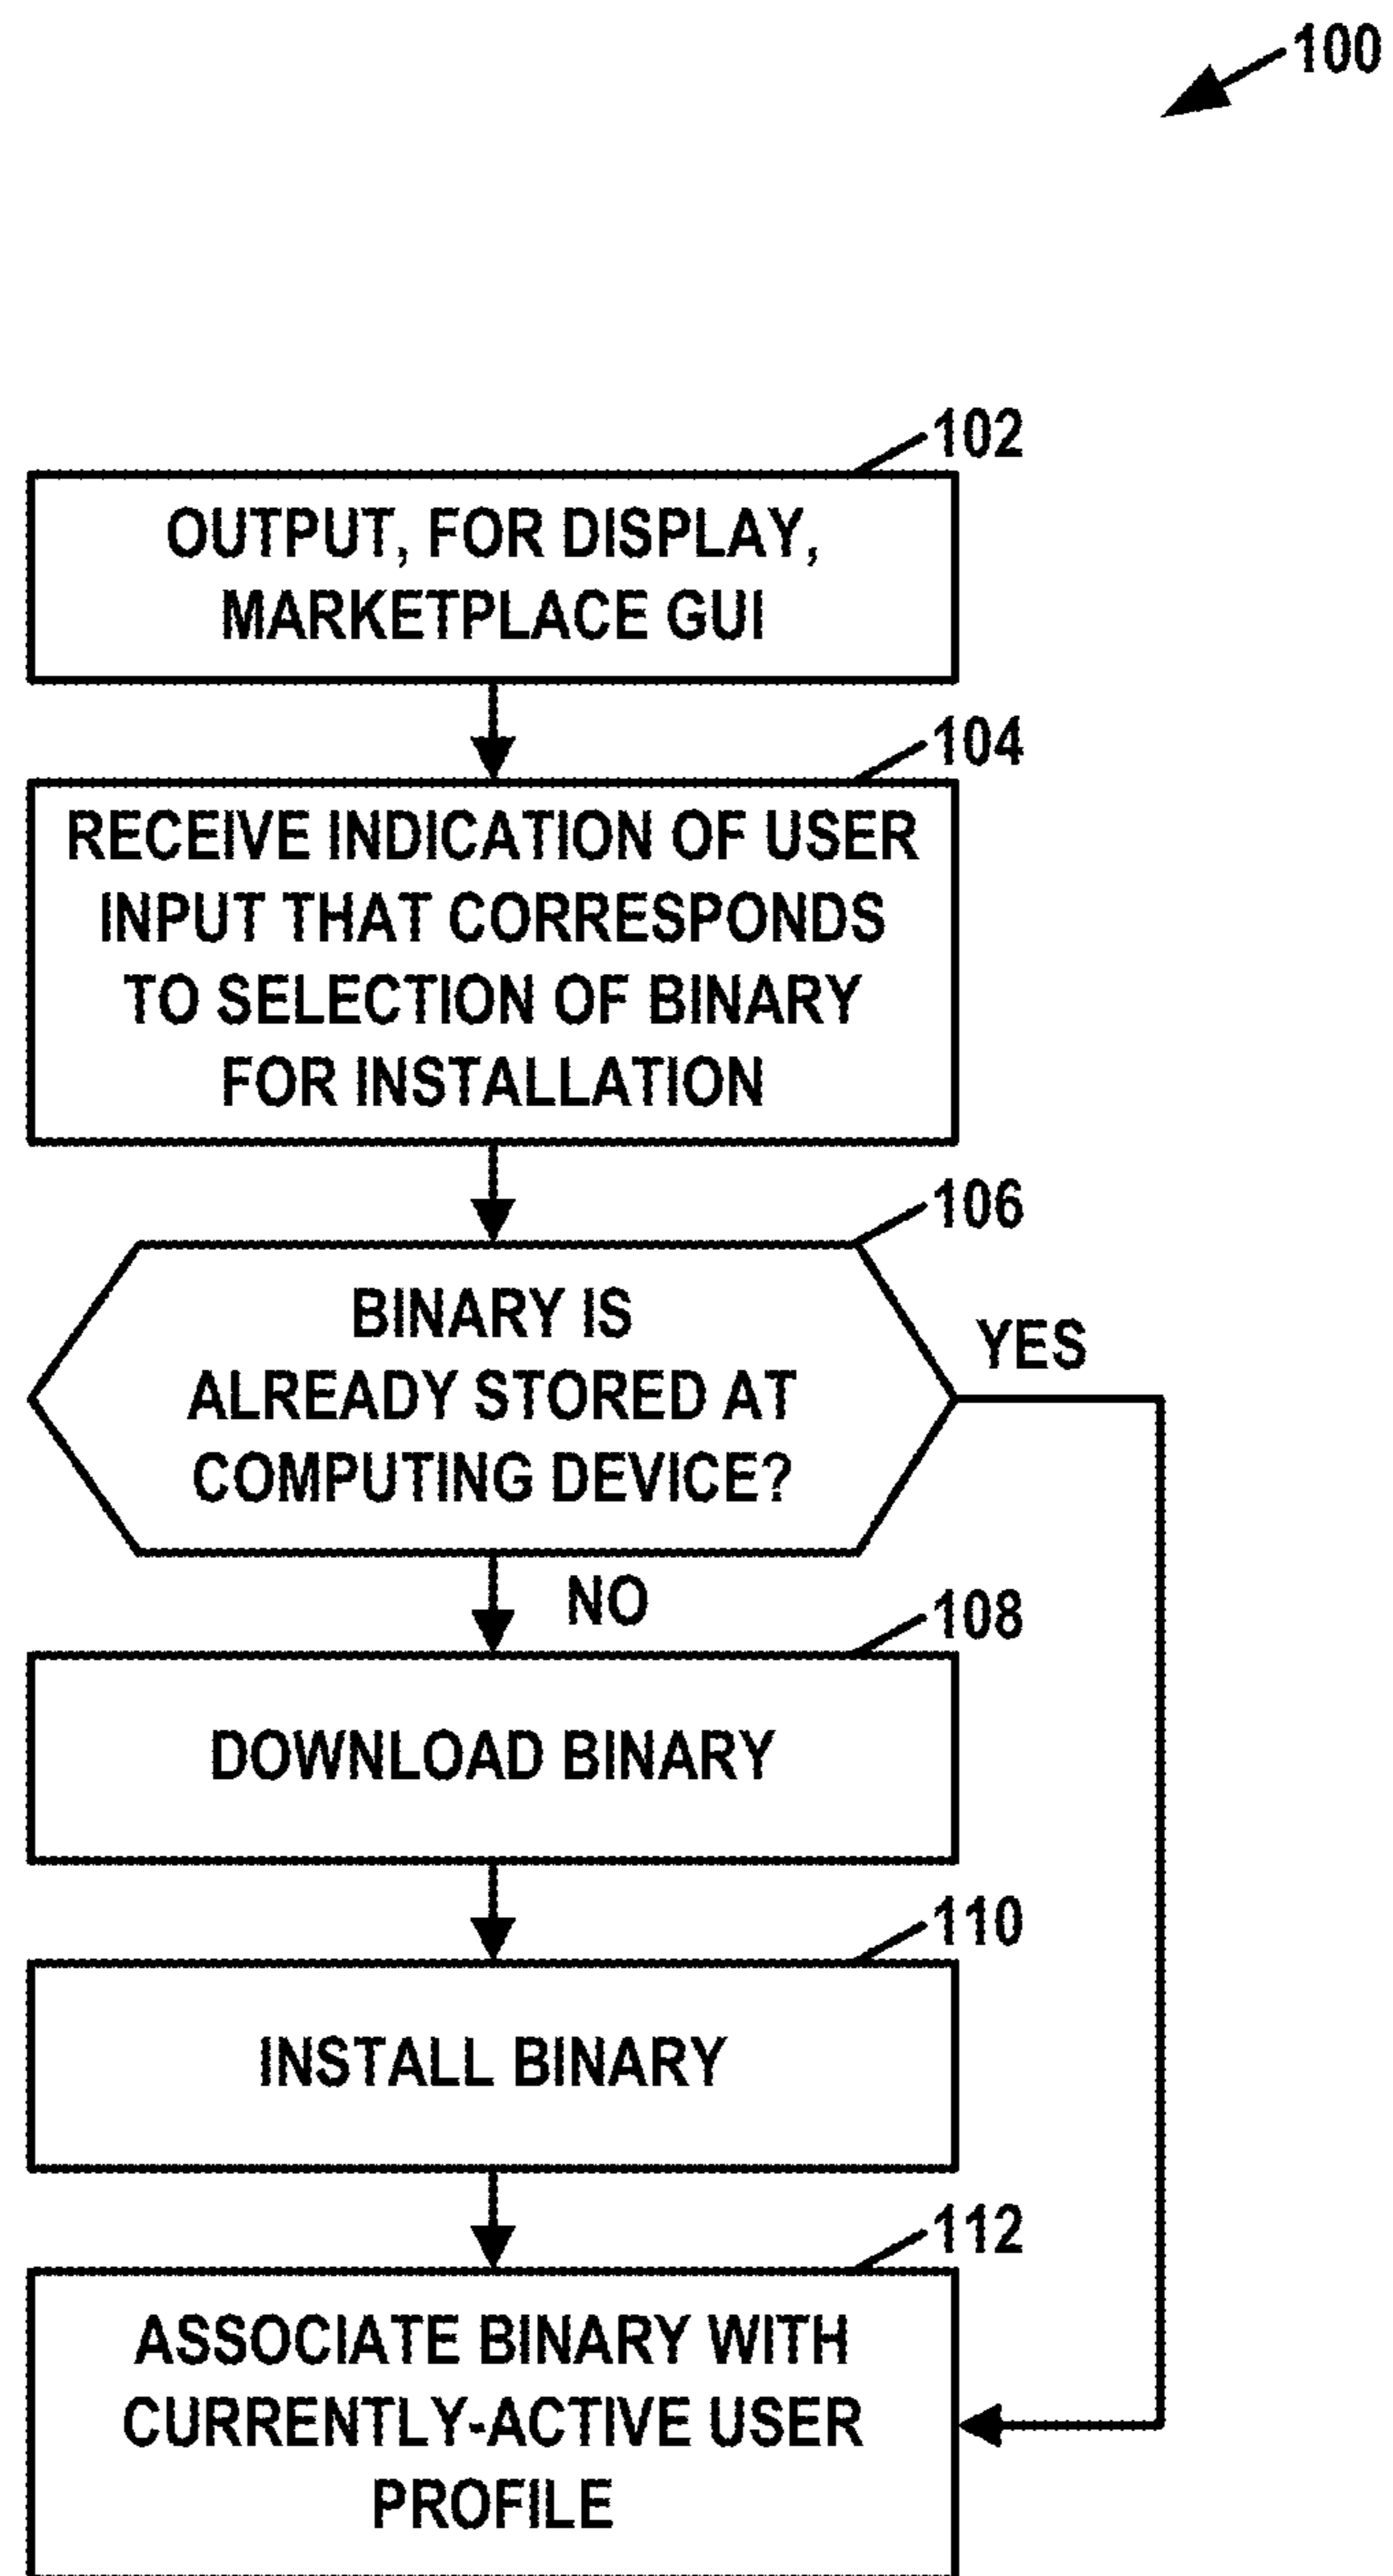 100
102
OUTPUT, FOR DISPLAY,
MARKETPLACE GUI
104
RECEIVE INDICATION OF USER
INPUT THAT CORRESPONDS
TO SELECTION OF BINARY
FOR INSTALLATION
106
BINARY IS
ALREADY STORED AT
COMPUTING DEVICE?
YES
NO
108
DOWNLOAD BINARY
110
INSTALL BINARY
112
ASSOCIATE BINARY WITH
CURRENTLY-ACTIVE USER
PROFILE